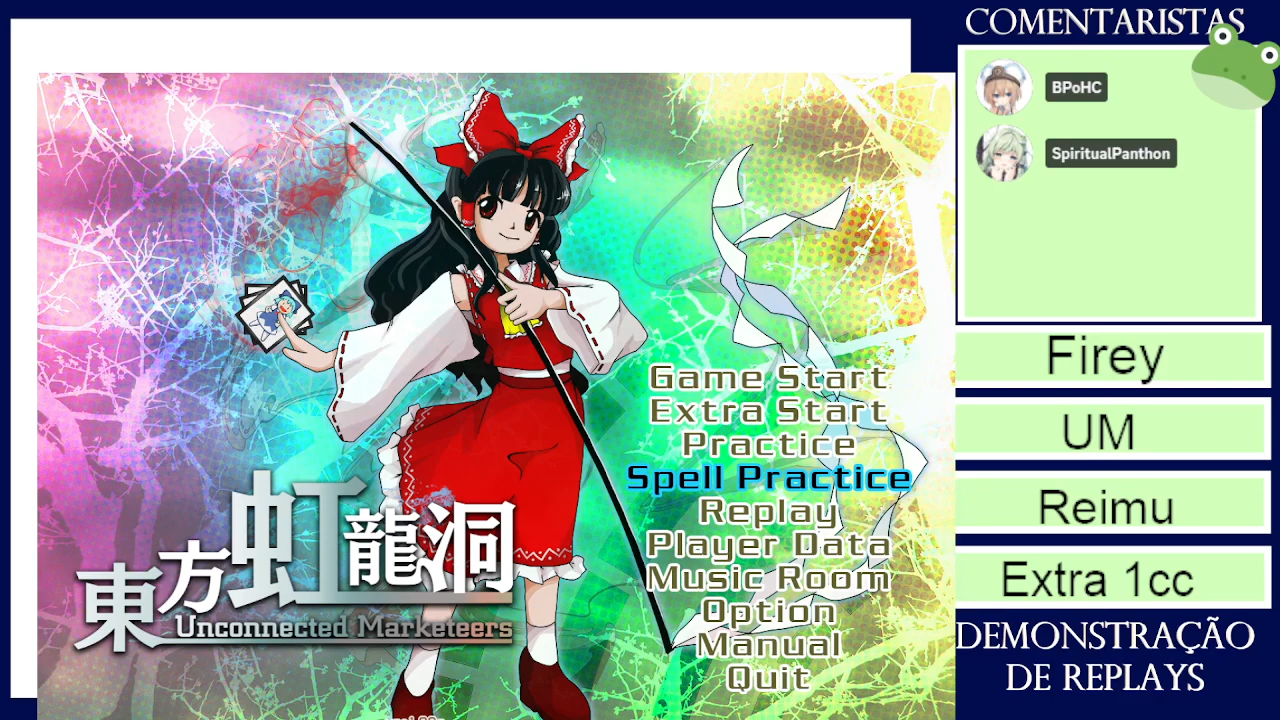 COMENTARISTAS
BPoHC
SpiritualPanthon
Firey
UM
Reimu
Extra 1cc
DEMONSTRAÇÃO
DE REPLAYS
Game Start
Extra Start
Practice
Spell Practice
Replay
Player Data
Music Room
Option
Manual
Quit
東方虹龍洞
Unconnected Marketeers